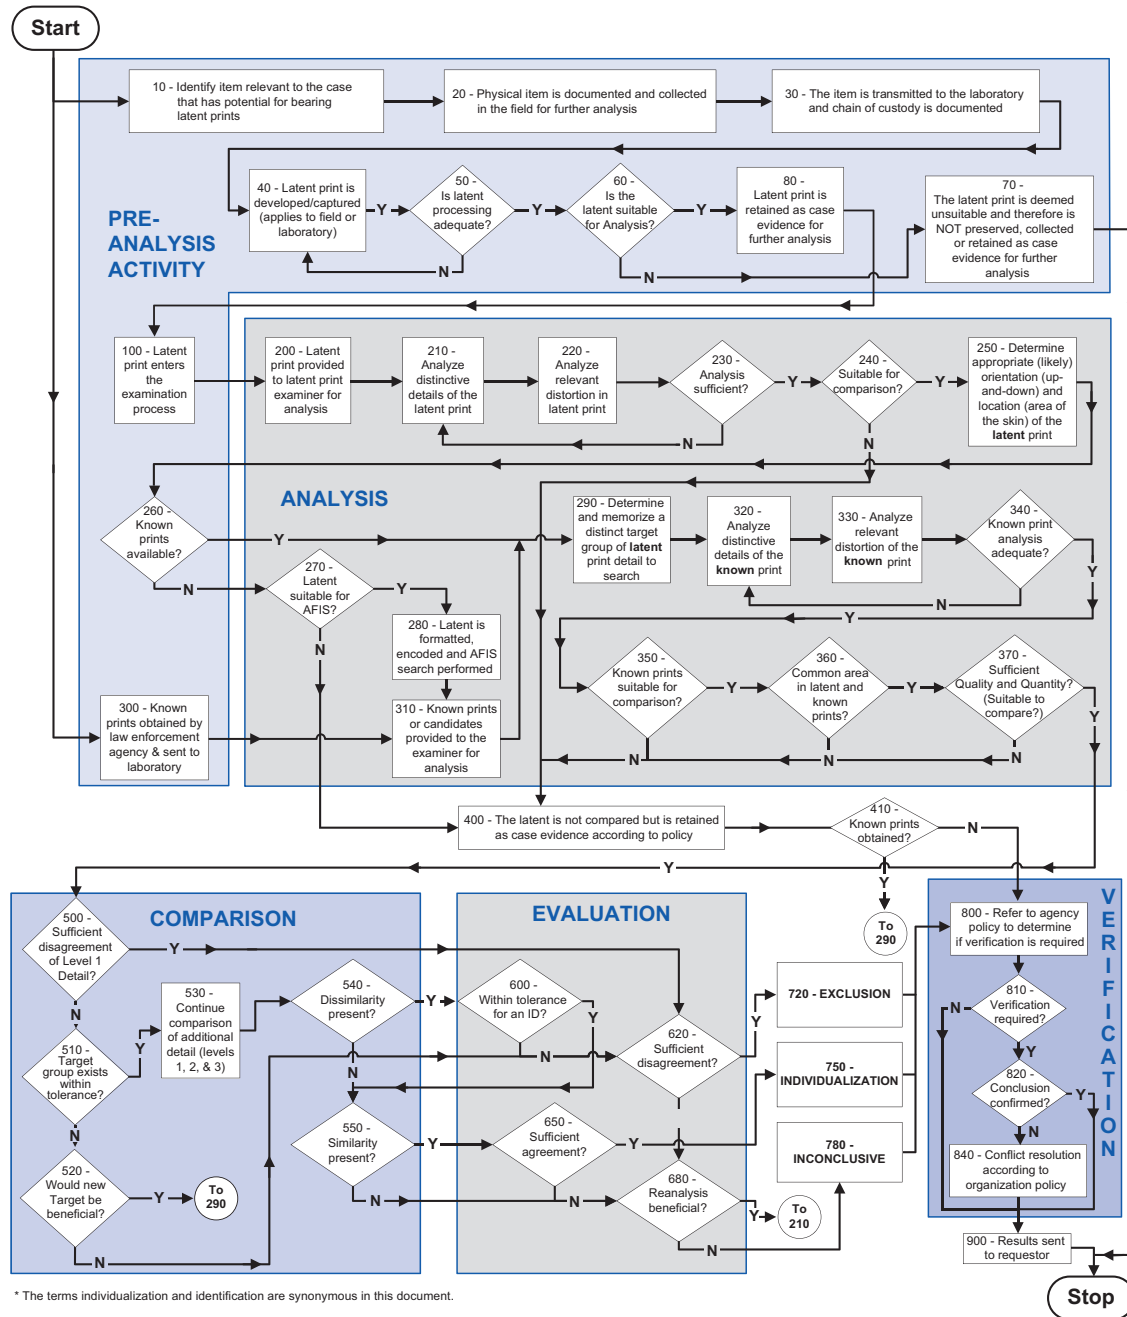 Start
10 - Identify item relevant to the case
that has potential for bearing
latent prints
20 - Physical item is documented and collected
in the field for further analysis
30 - The item is transmitted to the laboratory
and chain of custody is documented
PRE-
ANALYSIS
ACTIVITY
40 - Latent print is
developed/captured
(applies to field or
laboratory)
Y
50 -
Is latent
processing
adequate?
Y
N
60 -
Is the
latent suitable
for Analysis?
Y
N
80 -
Latent print is
retained as case
evidence for
further analysis
70 -
The latent print is deemed
unsuitable and therefore is
NOT preserved, collected
or retained as case
evidence for further
analysis
100 - Latent
print enters
the
examination
process
200 - Latent
print provided
to latent print
examiner for
analysis
210 -
Analyze
distinctive
details of the
latent print
220 -
Analyze
relevant
distortion in
latent print
230 -
Analysis
sufficient?
Y
N
240 -
Suitable for
comparison?
Y
N
250 - Determine
appropriate (likely)
orientation (up-
and-down) and
location (area of
the skin) of the
latent print
ANALYSIS
260 -
Known
prints
available?
Y
N
270 -
Latent
suitable for
AFIS?
Y
N
280 - Latent is
formatted,
encoded and AFIS
search performed
290 - Determine
and memorize a
distinct target
group of latent
print detail to
search
320 -
Analyze
distinctive
details of the
known print
330 - Analyze
relevant
distortion of the
known print
340 -
Known print
analysis
adequate?
Y
N
Y
300 - Known
prints obtained by
law enforcement
agency & sent to
laboratory
310 - Known prints
or candidates
provided to the
examiner for
analysis
350 -
Known prints
suitable for
comparison?
Y
N
360 -
Common area
in latent and
known
prints?
Y
N
370 -
Sufficient
Quality and Quantity?
(Suitable to
compare?)
Y
N
400 - The latent is not compared but is retained
as case evidence according to policy
410 -
Known prints
obtained?
N
Y
To
290
Y
COMPARISON
500 -
Sufficient
disagreement
of Level 1
Detail?
Y
N
510 -
Target
group exists
within
tolerance?
Y
N
520 -
Would new
Target be
beneficial?
Y
To
290
N
530 -
Continue
comparison
of additional
detail (levels
1, 2, & 3)
540 -
Dissimilarity
present?
Y
N
550 -
Similarity
present?
Y
N
EVALUATION
600 -
Within tolerance
for an ID?
Y
N
620 -
Sufficient
disagreement?
Y
650 -
Sufficient
agreement?
Y
N
680 -
Reanalysis
beneficial?
Y
To
210
N
720 - EXCLUSION
750 -
INDIVIDUALIZATION
780 -
INCONCLUSIVE
VERIFICATION
800 - Refer to agency
policy to determine
if verification is required
810 -
Verification
required?
N
Y
820 -
Conclusion
confirmed?
Y
N
840 - Conflict resolution
according to
organization policy
900 - Results sent
to requestor
Stop
* The terms individualization and identification are synonymous in this document.